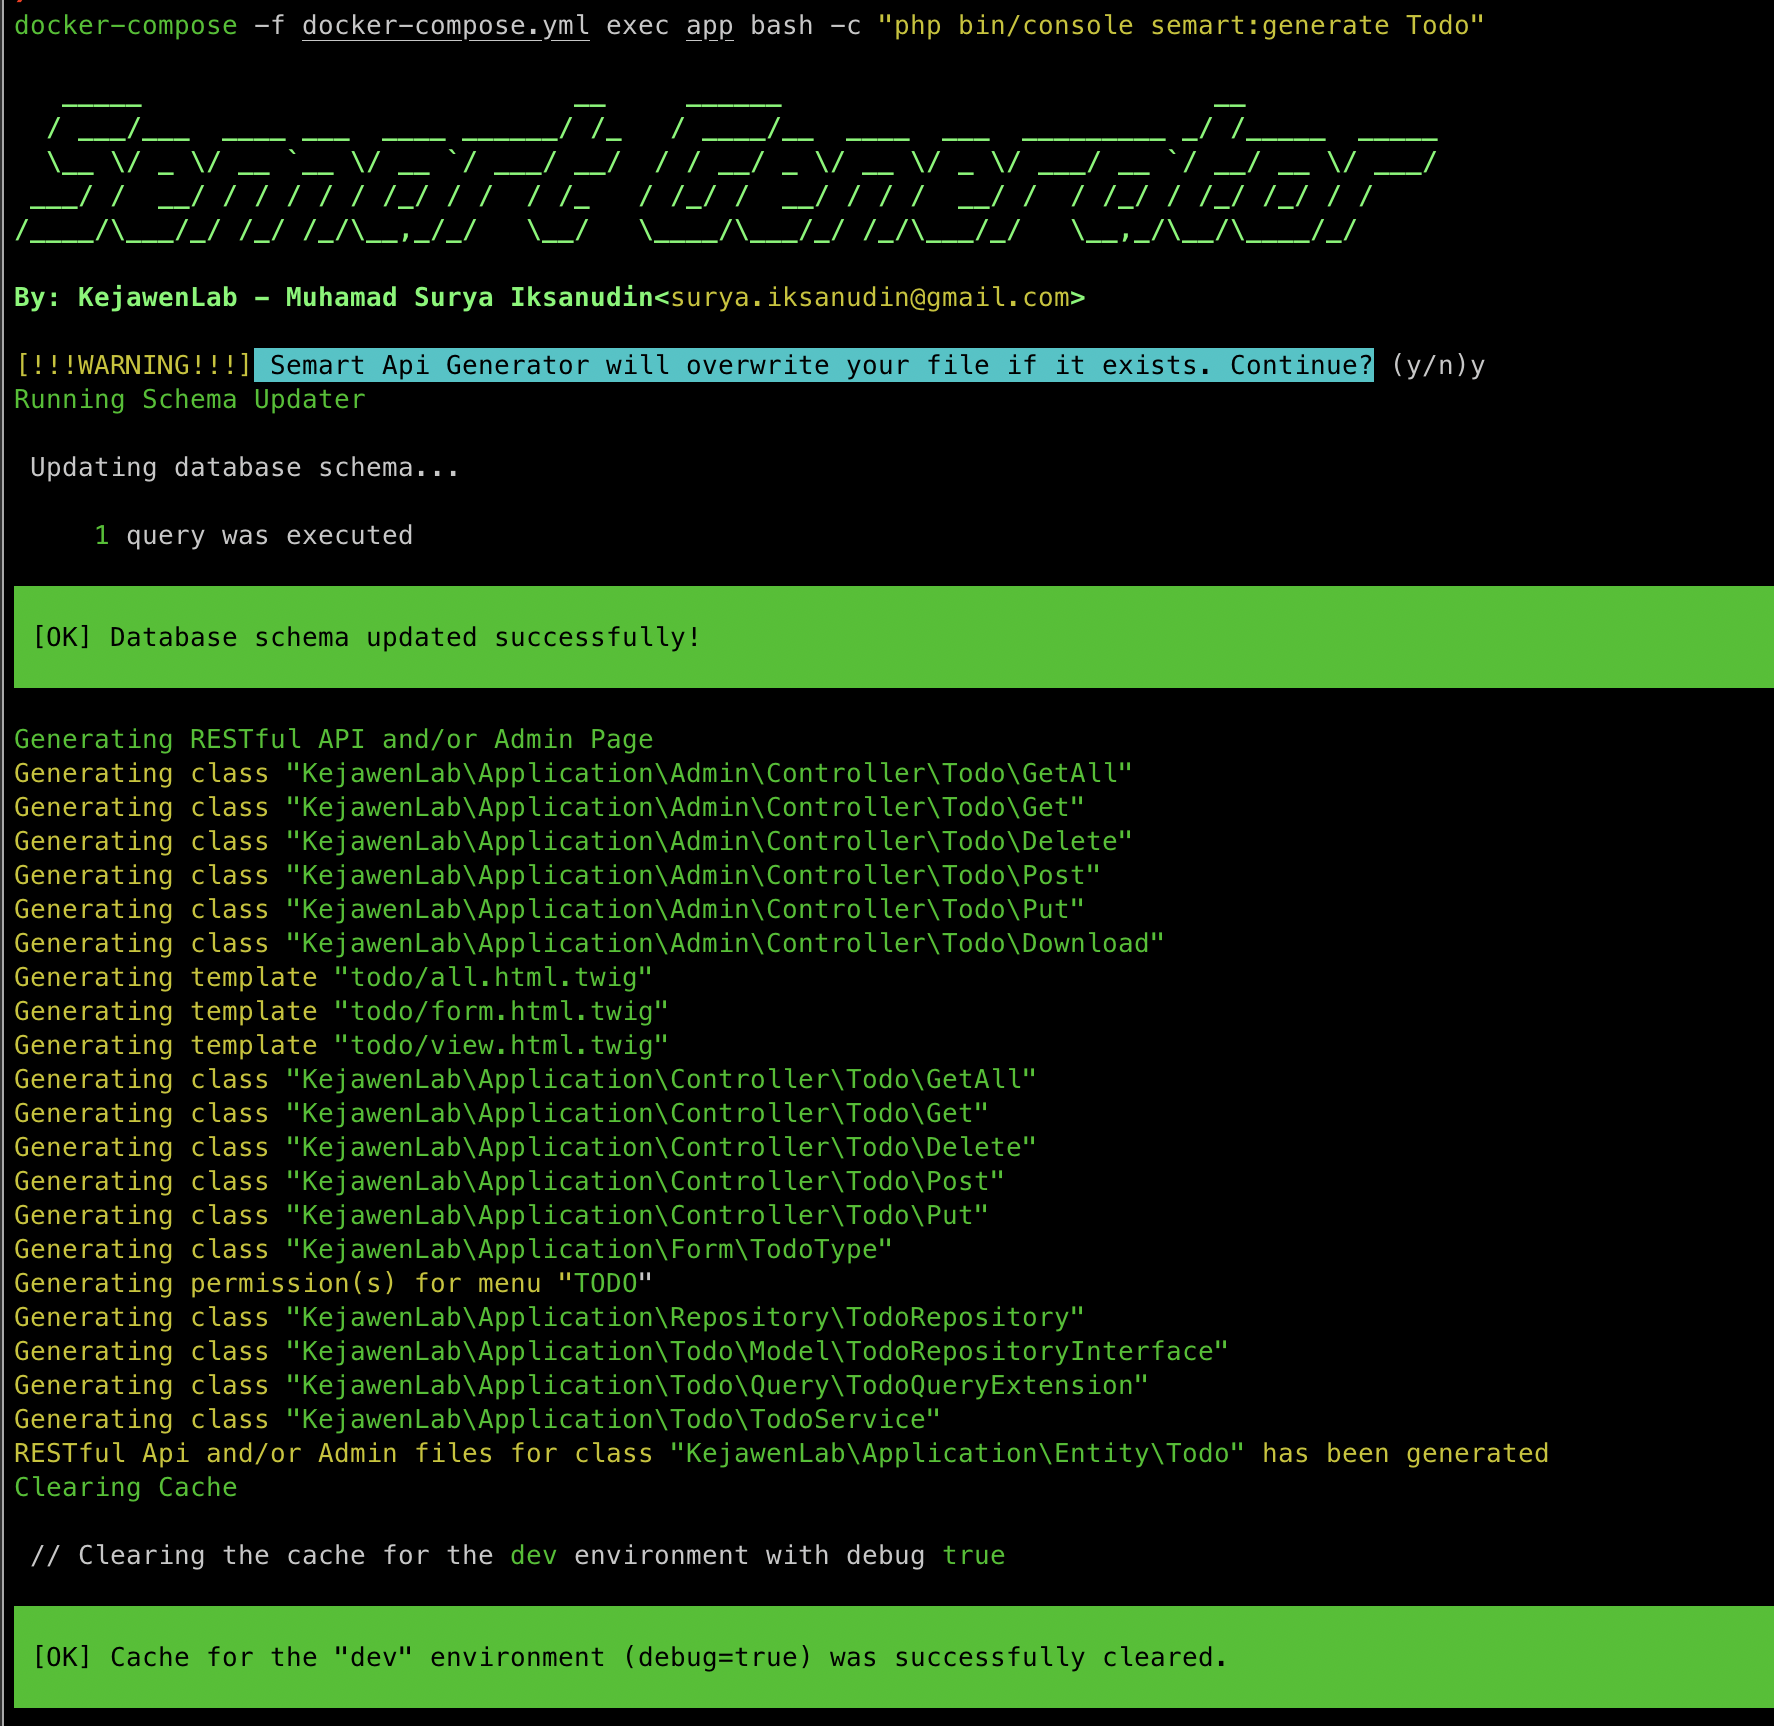 docker-compose -f docker-compose.yml exec app bash -c "php bin/console semart:generate Todo"
Semart Generator
By: KejawenLab - Muhamad Surya Iksanudin<surya.iksanudin@gmail.com>
[!!!WARNING!!!] Semart Api Generator will overwrite your file if it exists. Continue? (y/n)y
Running Schema Updater
Updating database schema...
1 query was executed
[OK] Database schema updated successfully!
Generating RESTful API and/or Admin Page
Generating class "KejawenLab\Application\Admin\Controller\Todo\GetAll"
Generating class "KejawenLab\Application\Admin\Controller\Todo\Get"
Generating class "KejawenLab\Application\Admin\Controller\Todo\Delete"
Generating class "KejawenLab\Application\Admin\Controller\Todo\Post"
Generating class "KejawenLab\Application\Admin\Controller\Todo\Put"
Generating class "KejawenLab\Application\Admin\Controller\Todo\Download"
Generating template "todo/all.html.twig"
Generating template "todo/form.html.twig"
Generating template "todo/view.html.twig"
Generating class "KejawenLab\Application\Controller\Todo\GetAll"
Generating class "KejawenLab\Application\Controller\Todo\Get"
Generating class "KejawenLab\Application\Controller\Todo\Delete"
Generating class "KejawenLab\Application\Controller\Todo\Post"
Generating class "KejawenLab\Application\Controller\Todo\Put"
Generating class "KejawenLab\Application\Form\TodoType"
Generating permission(s) for menu "TODO"
Generating class "KejawenLab\Application\Repository\TodoRepository"
Generating class "KejawenLab\Application\Todo\Model\TodoRepositoryInterface"
Generating class "KejawenLab\Application\Todo\Query\TodoQueryExtension"
Generating class "KejawenLab\Application\Todo\TodoService"
RESTful Api and/or Admin files for class "KejawenLab\Application\Entity\Todo" has been generated
Clearing Cache
// Clearing the cache for the dev environment with debug true
[OK] Cache for the "dev" environment (debug=true) was successfully cleared.